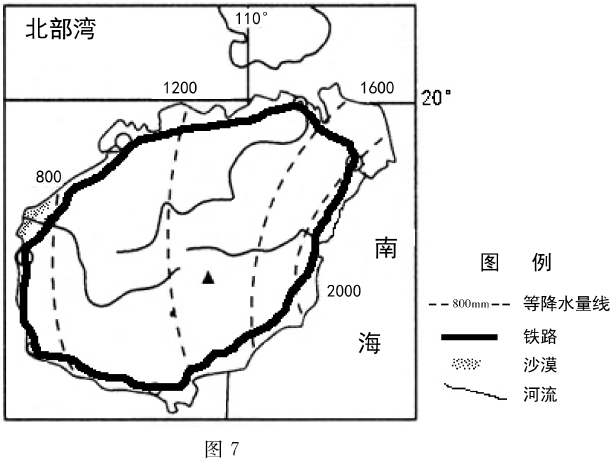 北部湾
110°
1200
1600
20°
800
南
海
2000
图 例
800mm 等降水量线
铁路
沙漠
河流
图 7